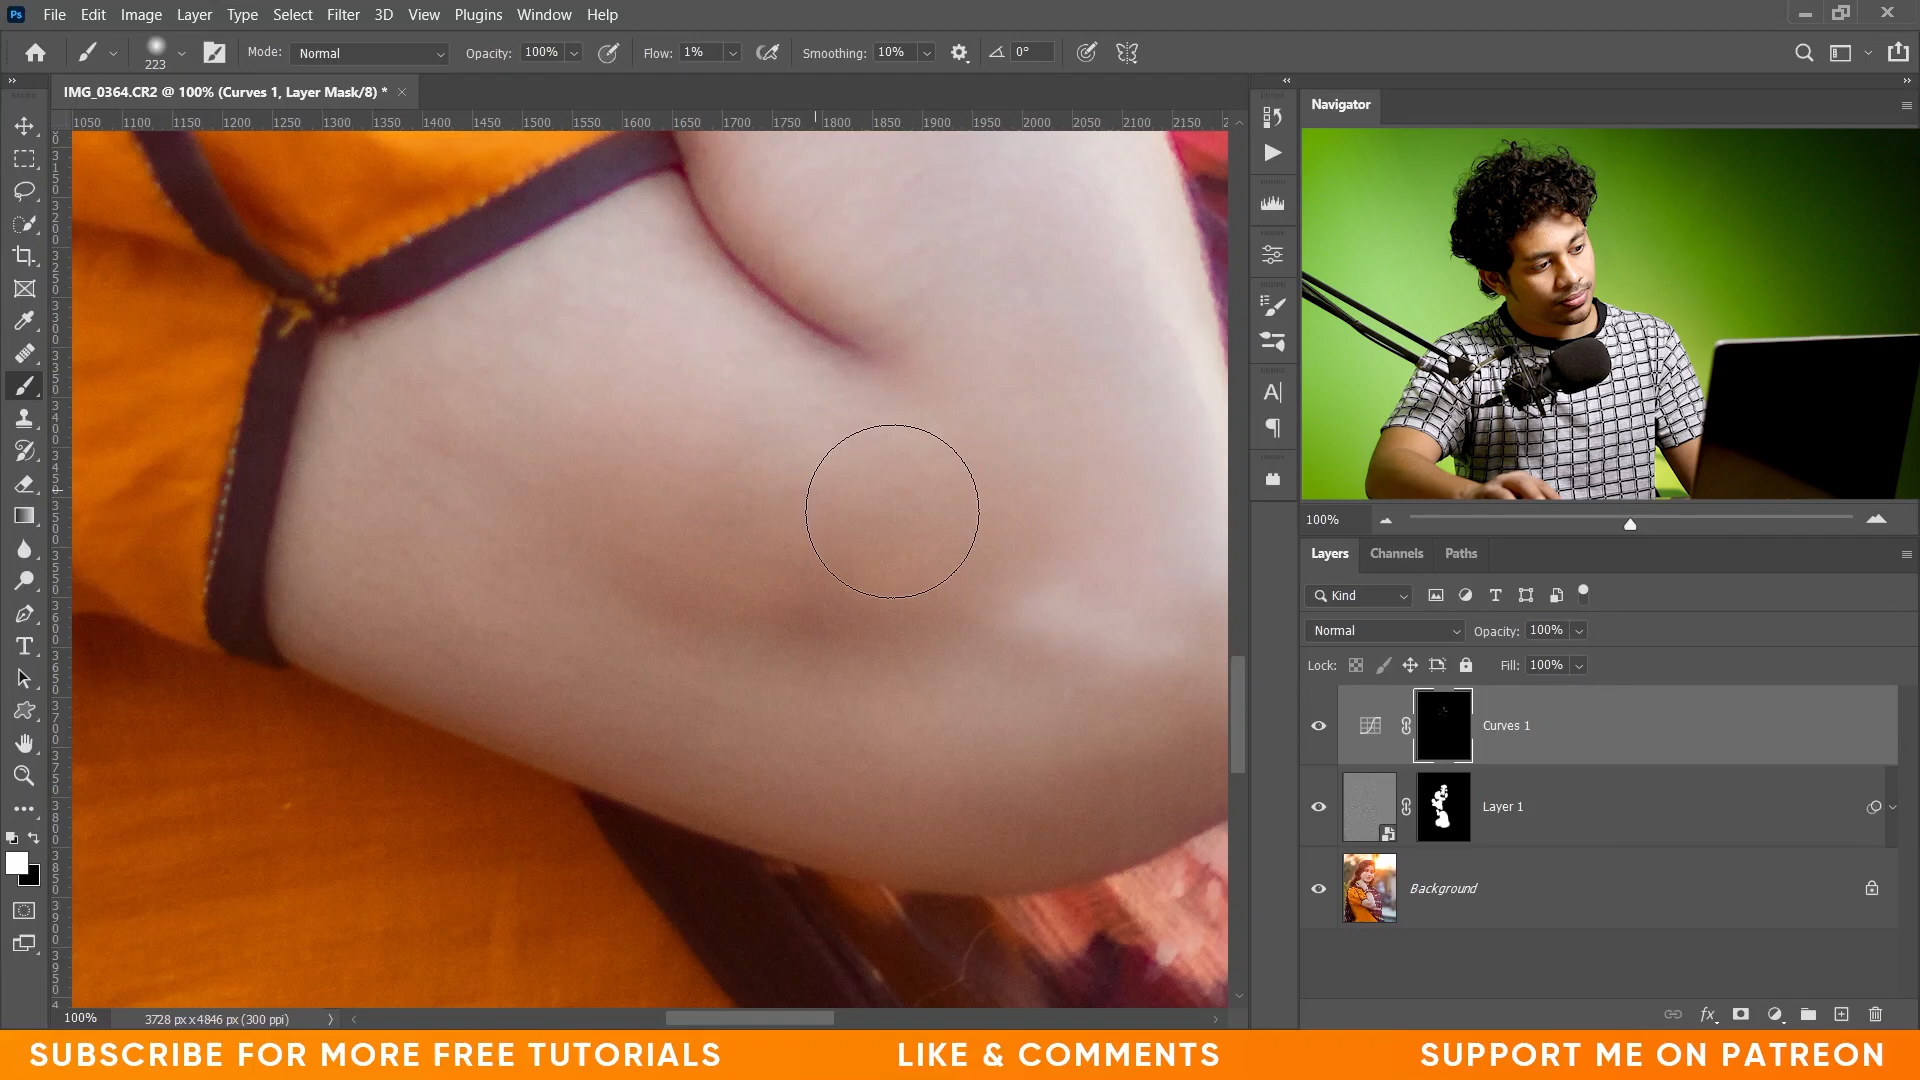 File Edit Image Layer Type Select Filter 3D View Plugins Window Help
223 Mode: Normal Opacity: 100% Flow: 1% Smoothing: 10% 0°
IMG_0364.CR2 @ 100% (Curves 1, Layer Mask/8) *
1050 1100 1150 1200 1250 1300 1350 1400 1450 1500 1550 1600 1650 1700 1750 1800 1850 1900 1950 2000 2050 2100 2150
Navigator
100%
Layers Channels Paths
Kind
Normal Opacity: 100%
Lock: Fill: 100%
Curves 1
Layer 1
Background
100% 3728 px x 4846 px (300 ppi)
SUBSCRIBE FOR MORE FREE TUTORIALS LIKE & COMMENTS SUPPORT ME ON PATREON